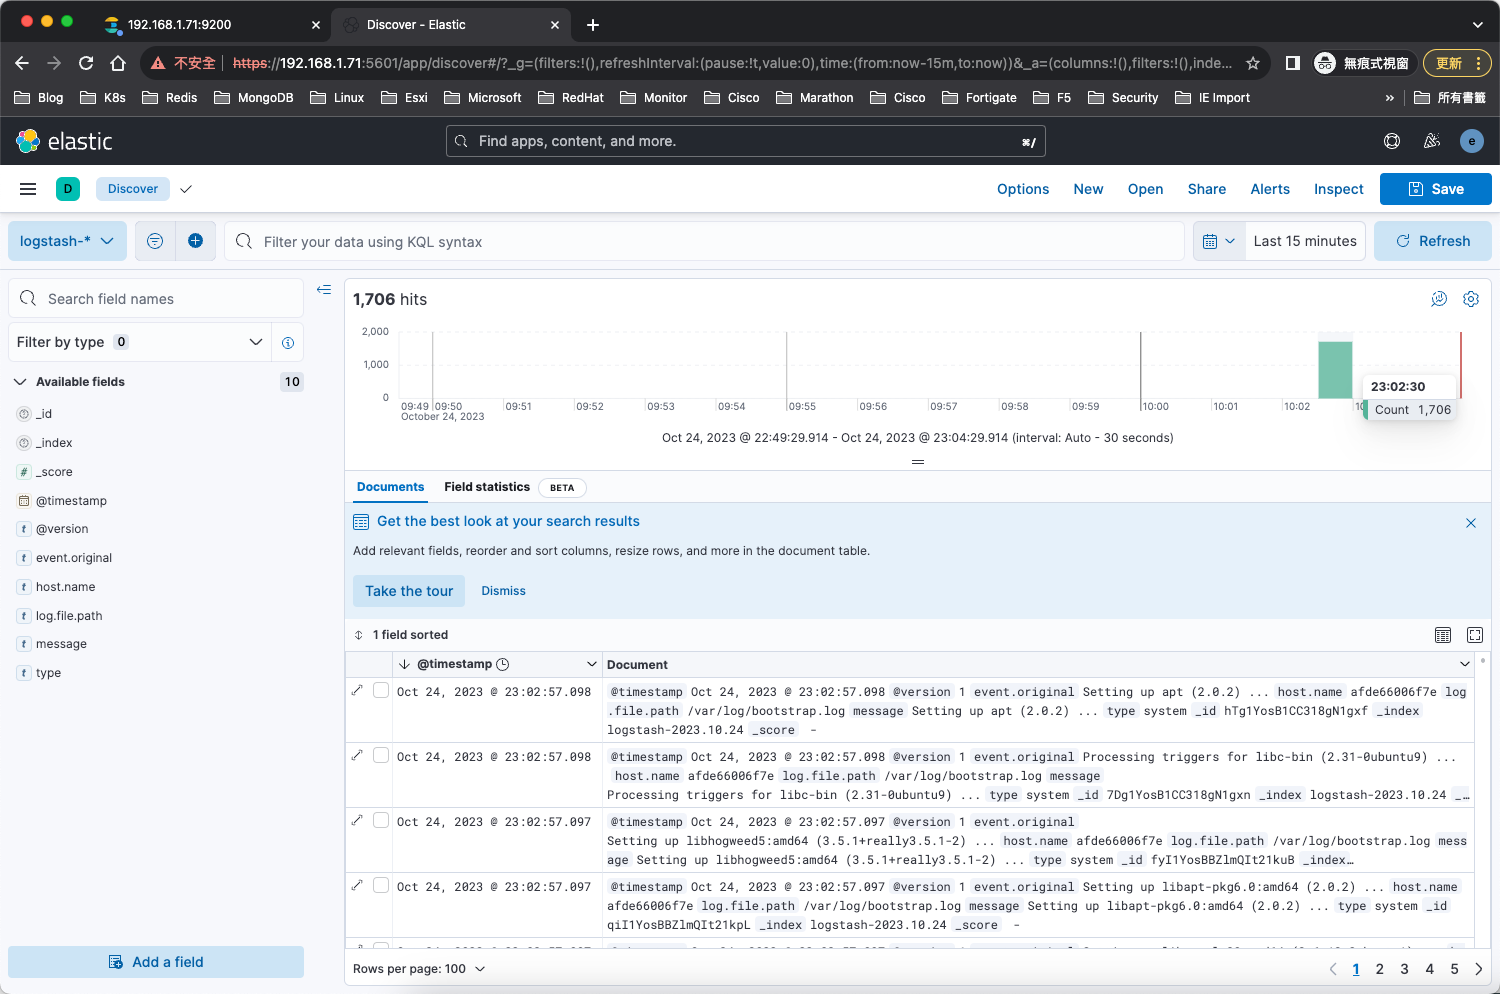 192.168.1.71:9200
Discover - Elastic
不安全 https://192.168.1.71:5601/app/discover#/?_g=(filters:!(),refreshInterval:(pause:!t,value:0),time:(from:now-15m,to:now))&_a=(columns:!(),filters:!(),inde...
無痕式視窗
更新
Blog K8s Redis MongoDB Linux Esxi Microsoft RedHat Monitor Cisco Marathon Cisco Fortigate F5 Security IE Import » 所有書籤
elastic
Find apps, content, and more. ⌘/
e
D Discover
Options New Open Share Alerts Inspect Save
logstash-*
Filter your data using KQL syntax
Last 15 minutes
Refresh
Search field names
Filter by type 0
Available fields 10
_id
_index
# _score
@timestamp
t @version
t event.original
t host.name
t log.file.path
t message
t type
Add a field
1,706 hits
2,000
1,000
0
09:49 09:50 09:51 09:52 09:53 09:54 09:55 09:56 09:57 09:58 09:59 10:00 10:01 10:02
October 24, 2023
23:02:30
Count 1,706
Oct 24, 2023 @ 22:49:29.914 - Oct 24, 2023 @ 23:04:29.914 (interval: Auto - 30 seconds)
Documents Field statistics BETA
Get the best look at your search results
Add relevant fields, reorder and sort columns, resize rows, and more in the document table.
Take the tour Dismiss
1 field sorted
@timestamp Document
Oct 24, 2023 @ 23:02:57.098
@timestamp Oct 24, 2023 @ 23:02:57.098 @version 1 event.original Setting up apt (2.0.2) ... host.name afde66006f7e log
.file.path /var/log/bootstrap.log message Setting up apt (2.0.2) ... type system _id hTg1YosB1CC318gN1gxf _index
logstash-2023.10.24 _score -
Oct 24, 2023 @ 23:02:57.098
@timestamp Oct 24, 2023 @ 23:02:57.098 @version 1 event.original Processing triggers for libc-bin (2.31-0ubuntu9) ...
host.name afde66006f7e log.file.path /var/log/bootstrap.log message
Processing triggers for libc-bin (2.31-0ubuntu9) ... type system _id 7Dg1YosB1CC318gN1gxn _index logstash-2023.10.24 _…
Oct 24, 2023 @ 23:02:57.097
@timestamp Oct 24, 2023 @ 23:02:57.097 @version 1 event.original
Setting up libhogweed5:amd64 (3.5.1+really3.5.1-2) ... host.name afde66006f7e log.file.path /var/log/bootstrap.log mess
age Setting up libhogweed5:amd64 (3.5.1+really3.5.1-2) ... type system _id fyI1YosBBZlmQIt21kuB _index…
Oct 24, 2023 @ 23:02:57.097
@timestamp Oct 24, 2023 @ 23:02:57.097 @version 1 event.original Setting up libapt-pkg6.0:amd64 (2.0.2) ... host.name
afde66006f7e log.file.path /var/log/bootstrap.log message Setting up libapt-pkg6.0:amd64 (2.0.2) ... type system _id
qiI1YosBBZlmQIt21kpL _index logstash-2023.10.24 _score -
Rows per page: 100
1 2 3 4 5